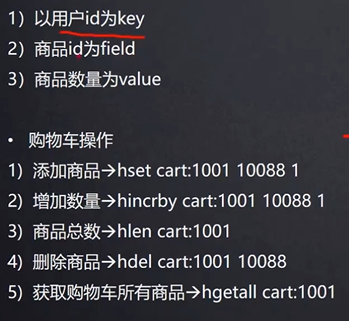 1）以用户id为key
2）商品id为field
3）商品数量为value
• 购物车操作
1) 添加商品→hset cart:1001 10088 1
2) 增加数量→hincrby cart:1001 10088 1
3) 商品总数→hlen cart:1001
4) 删除商品→hdel cart:1001 10088
5) 获取购物车所有商品→hgetall cart:1001